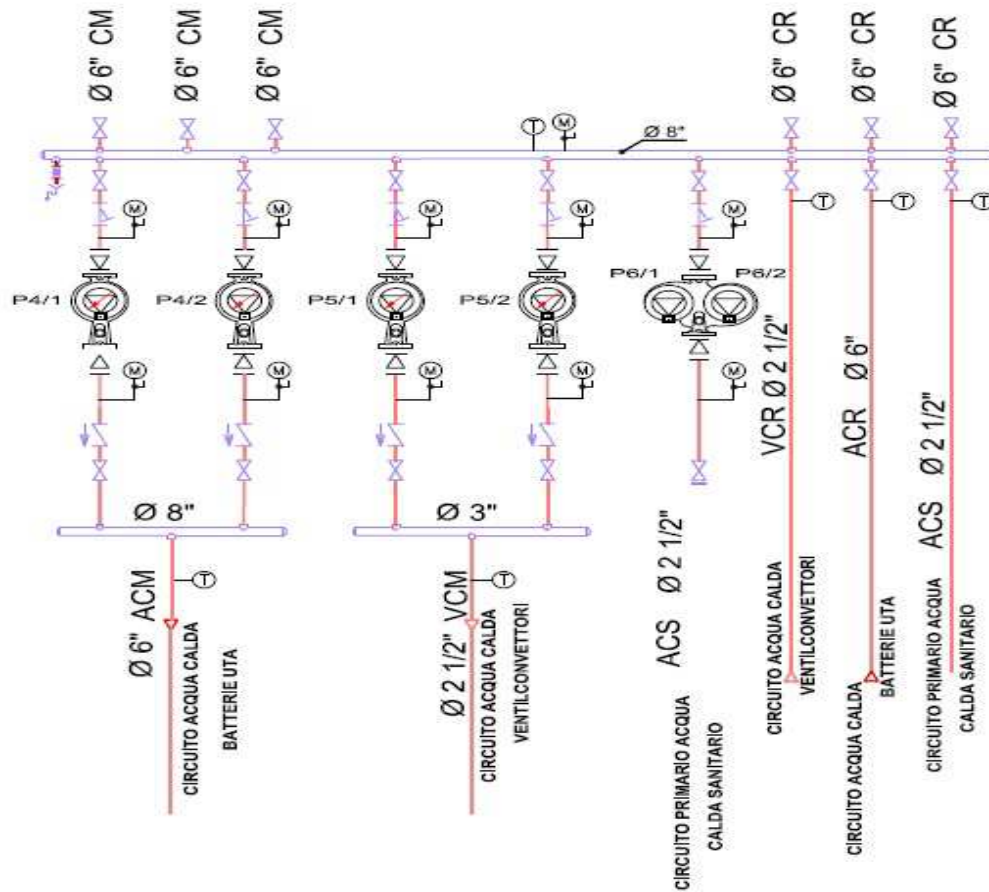 Ø 6" CM
Ø 6" CM
Ø 6" CM
Ø 6" CR
Ø 6" CR
Ø 6" CR
T
M
Ø 8"
M
M
M
M
M
T
T
T
P4/1
P4/2
P5/1
P5/2
P6/1
P6/2
M
M
M
M
M
VCR Ø 2 1/2"
ACR Ø 6"
ACS Ø 2 1/2"
Ø 8"
Ø 3"
T
T
Ø 6" ACM
CIRCUITO ACQUA CALDA
BATTERIE UTA
Ø 2 1/2" VCM
CIRCUITO ACQUA CALDA
VENTILCONVETTORI
ACS Ø 2 1/2"
CIRCUITO PRIMARIO ACQUA
CALDA SANITARIO
CIRCUITO ACQUA CALDA
VENTILCONVETTORI
CIRCUITO ACQUA CALDA
BATTERIE UTA
CIRCUITO PRIMARIO ACQUA
CALDA SANITARIO